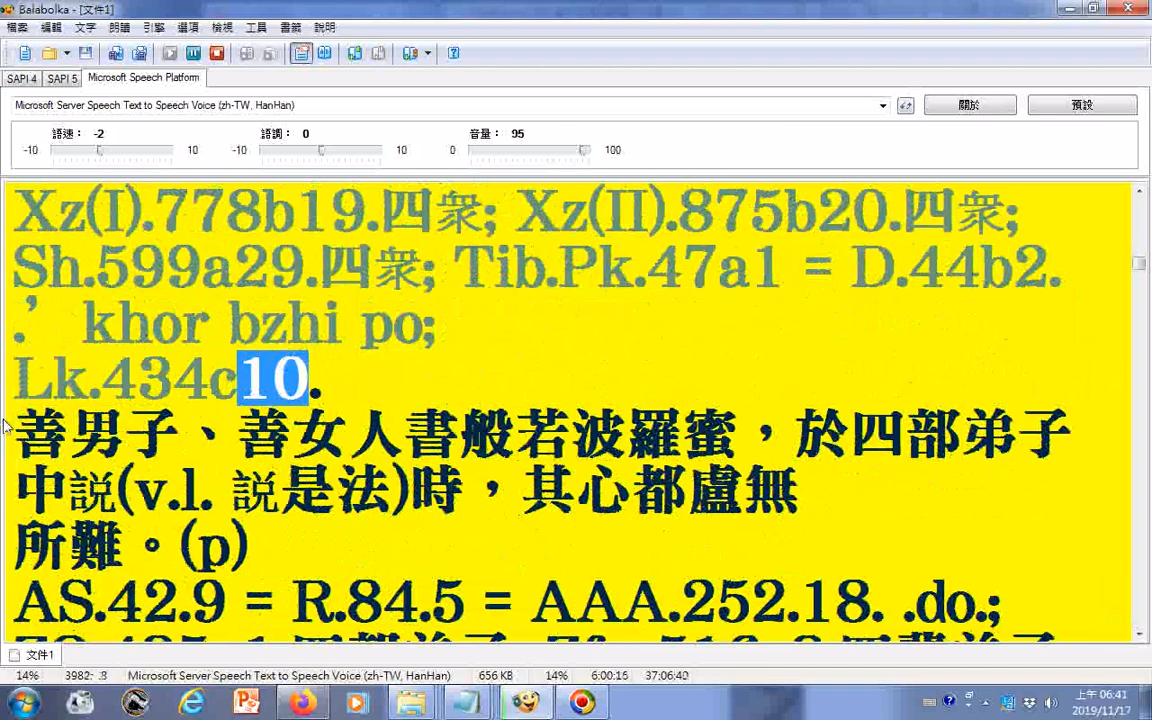 Balabolka - [文件1]
檔案 編輯 文字 朗讀 引擎 選項 檢視 工具 書籤 說明
SAPI 4 SAPI 5 Microsoft Speech Platform
Microsoft Server Speech Text to Speech Voice (zh-TW, HanHan) 關於 預設
語速： -2 語調： 0 音量： 95
-10 10 -10 10 0 100
Xz(I).778b19.四衆; Xz(II).875b20.四衆;
Sh.599a29.四衆; Tib.Pk.47a1 = D.44b2.
.’ khor bzhi po;
Lk.434c10.
善男子、善女人書般若波羅蜜，於四部弟子
中説(v.l. 説是法)時，其心都盧無
所難。(p)
AS.42.9 = R.84.5 = AAA.252.18. .do.;
文件1
14% Microsoft Server Speech Text to Speech Voice (zh-TW, HanHan) 656 KB 14% 6:00:15 37:06:40
上午 06:41
2019/11/17